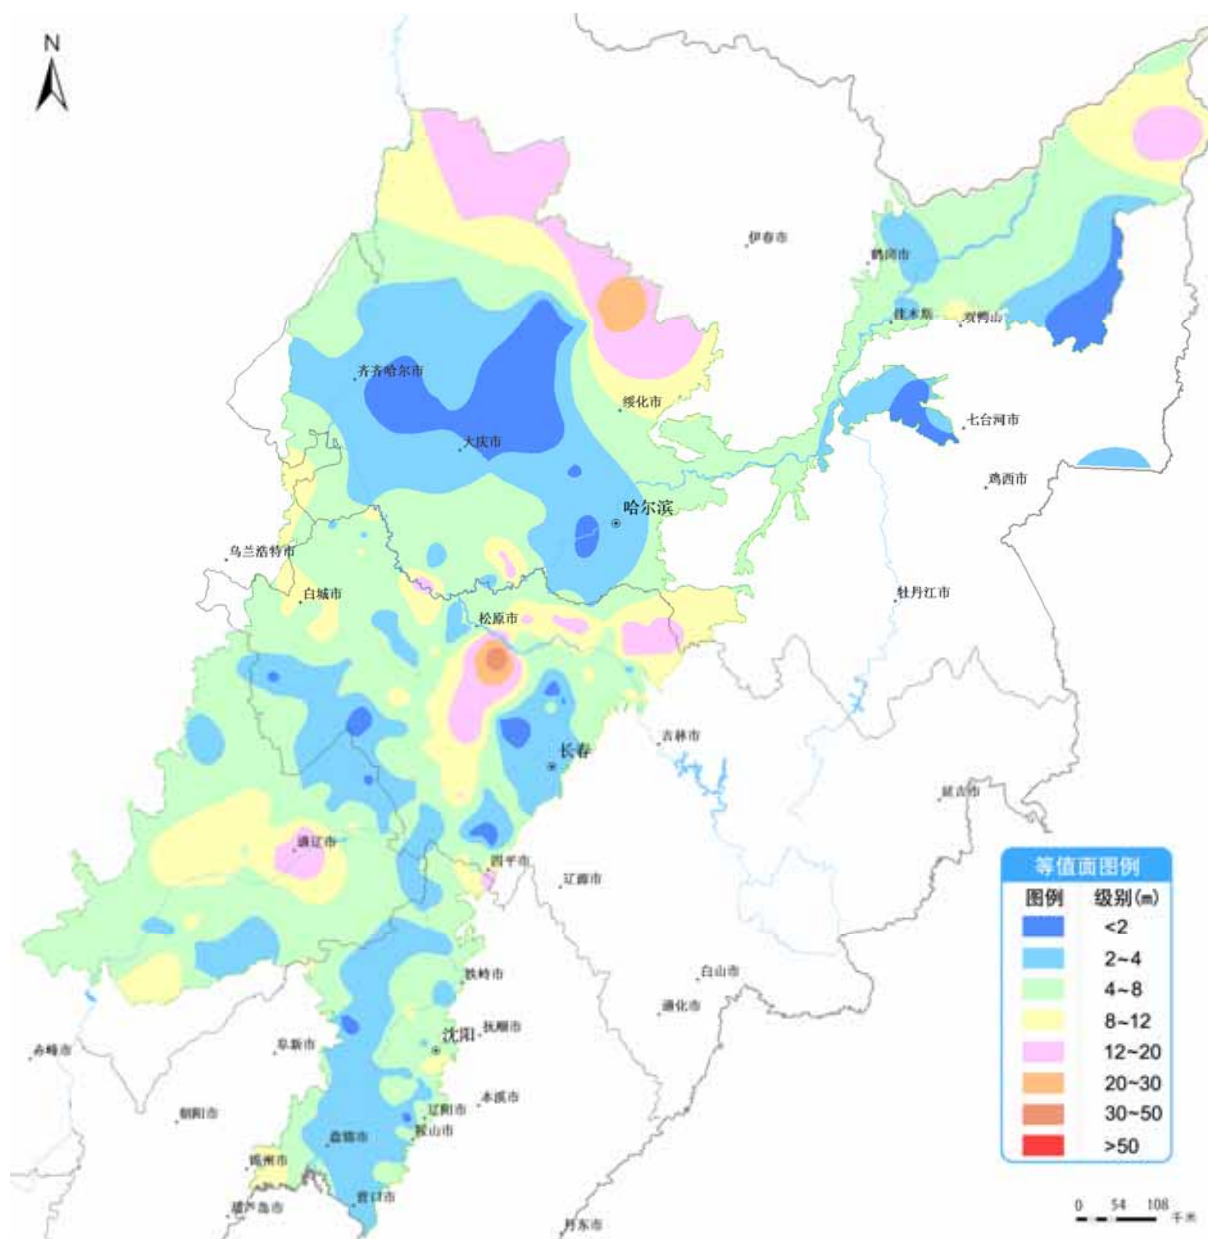 N
伊春市
鹤岗市
佳木斯
双鸭山
齐齐哈尔市
绥化市
七台河市
大庆市
鸡西市
哈尔滨
乌兰浩特市
白城市
牡丹江市
松原市
吉林市
长春
延吉市
通辽市
四平市
辽源市
等值面图例
图例 级别(m)
<2
2~4
4~8
8~12
12~20
20~30
30~50
>50
铁岭市
白山市
通化市
抚顺市
沈阳
赤峰市
阜新市
本溪市
朝阳市
辽阳市
鞍山市
盘锦市
锦州市
营口市
葫芦岛市
丹东市
0 54 108
千米